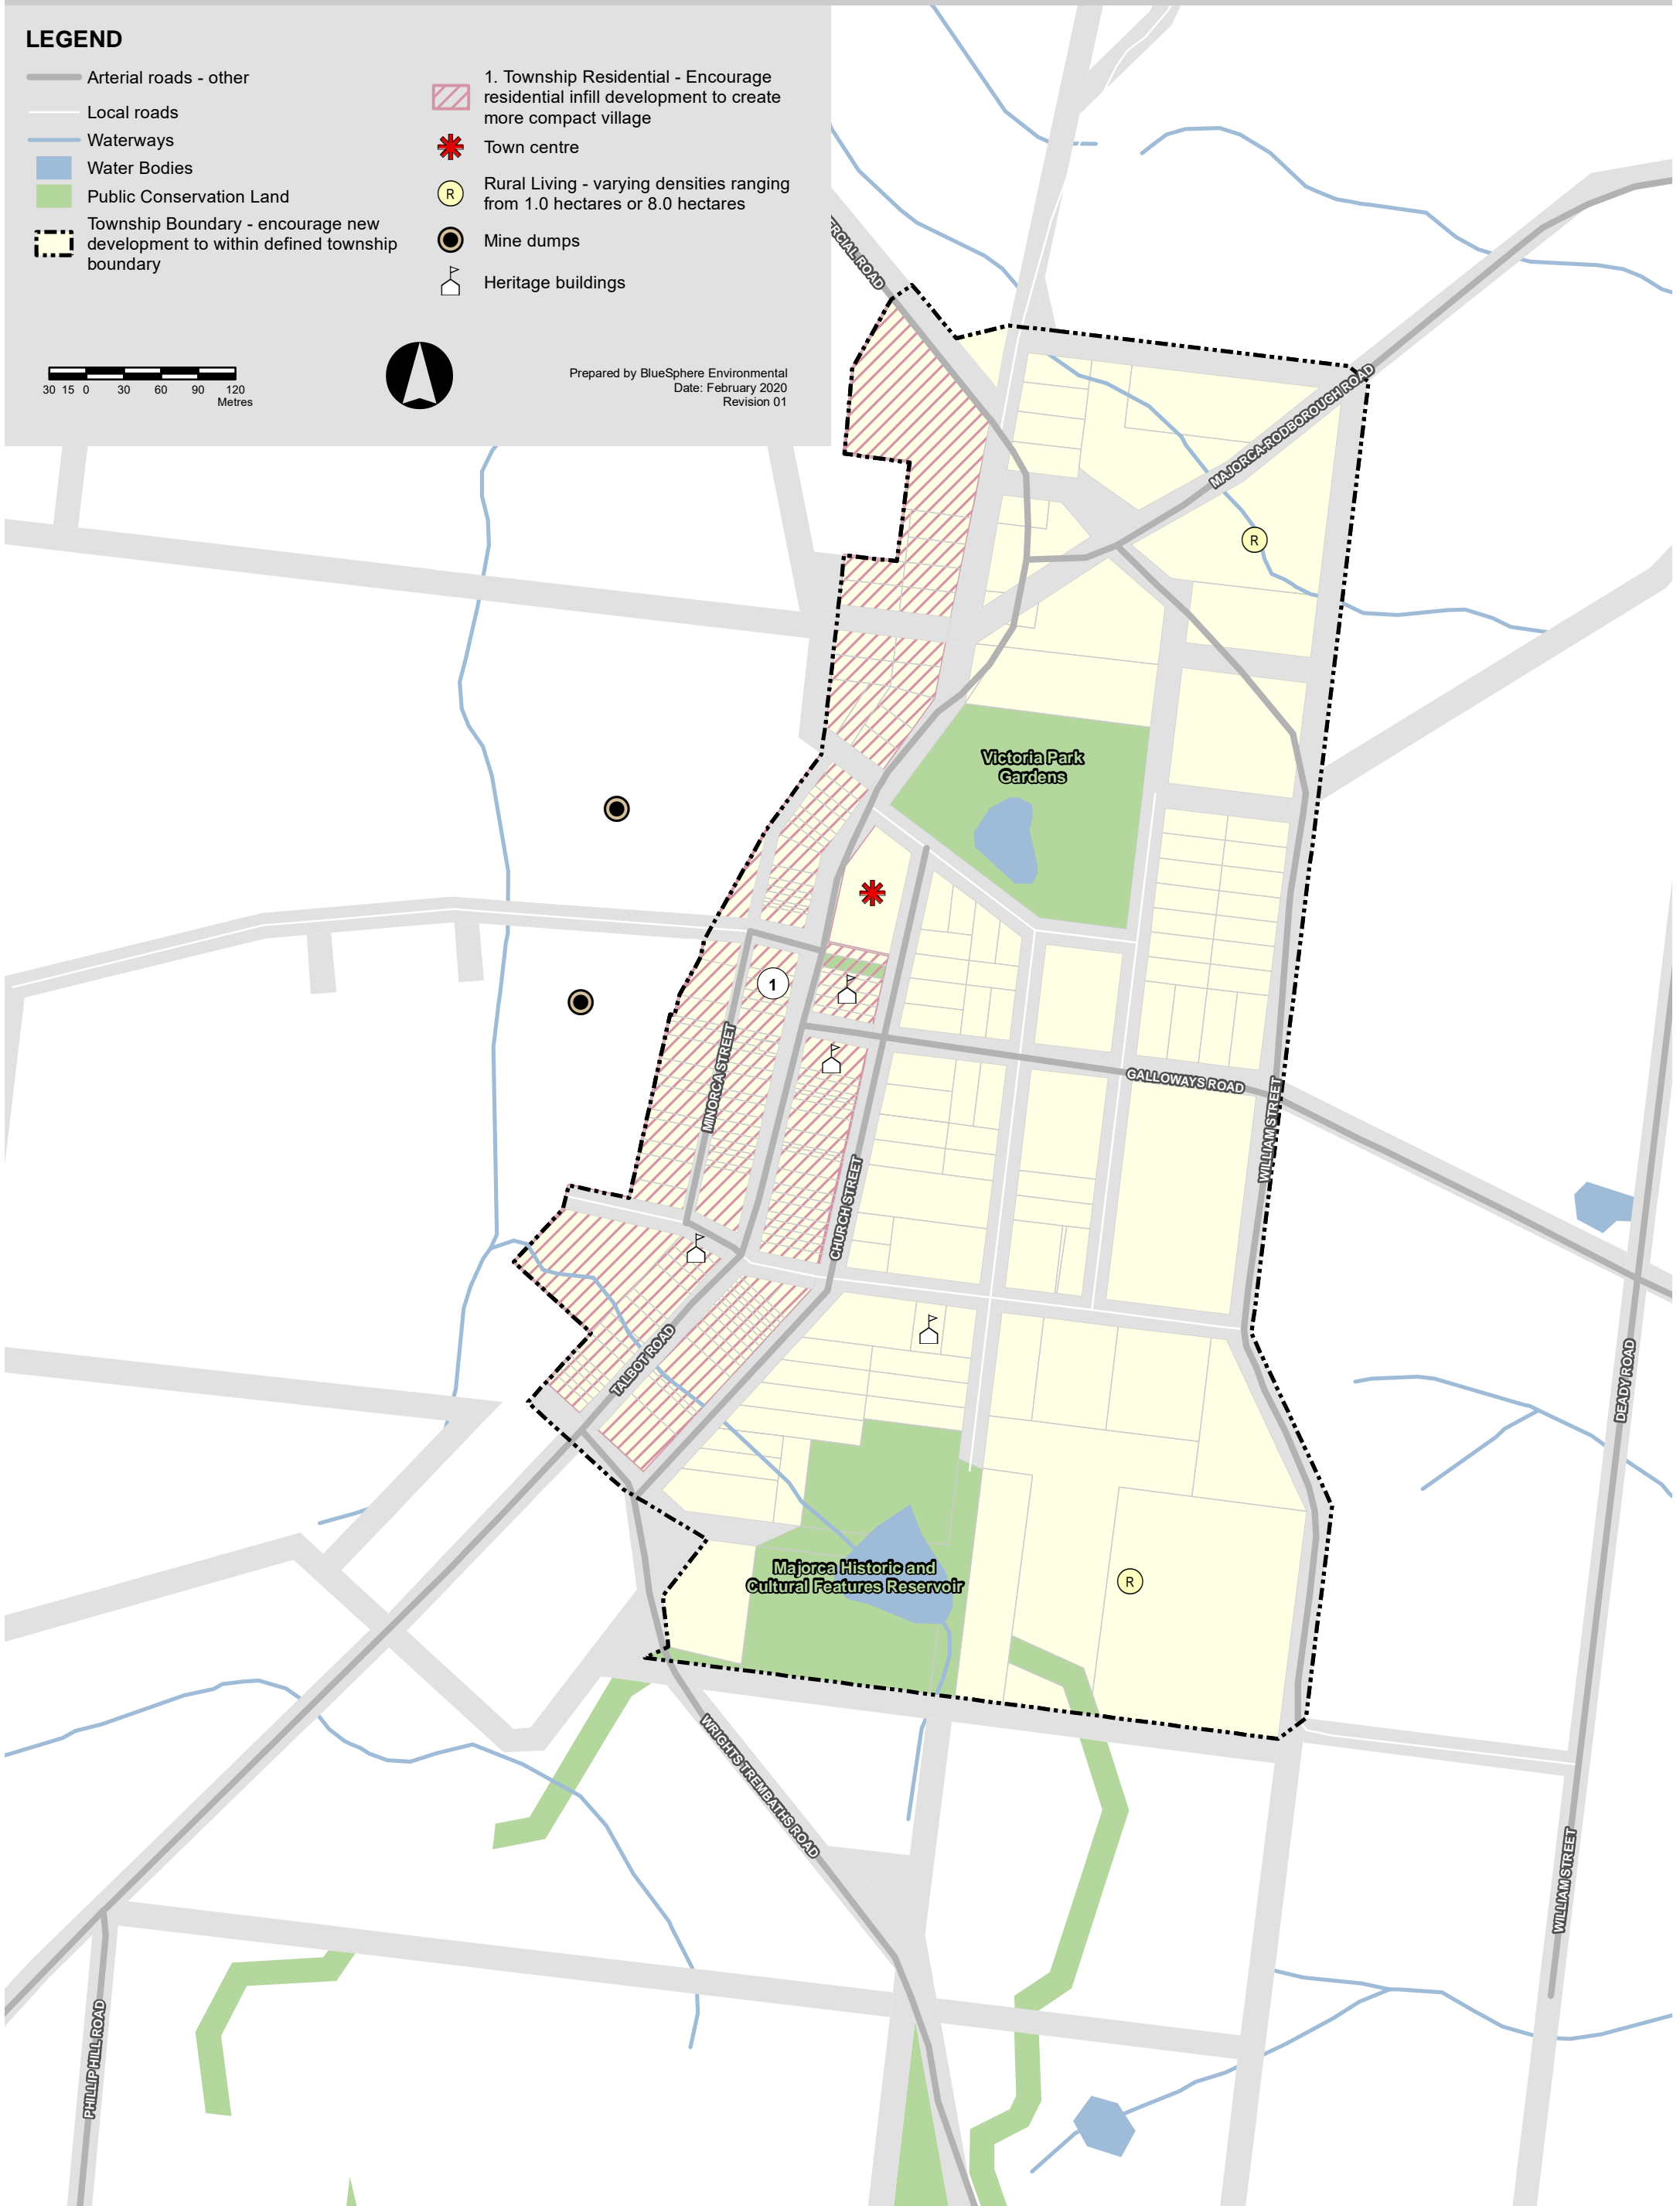 LEGEND
Arterial roads - other
Local roads
Waterways
Water Bodies
Public Conservation Land
Township Boundary - encourage new
development to within defined township
boundary
1. Township Residential - Encourage
residential infill development to create
more compact village
Town centre
R
Rural Living - varying densities ranging
from 1.0 hectares or 8.0 hectares
Mine dumps
Heritage buildings
30 15 0 30 60 90 120
Metres
Prepared by BlueSphere Environmental
Date: February 2020
Revision 01
RCIAL ROAD
MAJORCA-RODBOROUGH ROAD
R
Victoria Park
Gardens
1
MINORCA STREET
GALLOWAYS ROAD
WILLIAM STREET
CHURCH STREET
TALBOT ROAD
DEADY ROAD
Majorca Historic and
Cultural Features Reservoir
R
WRIGHTS TREMBATHS ROAD
WILLIAM STREET
PHILLIP HILL ROAD